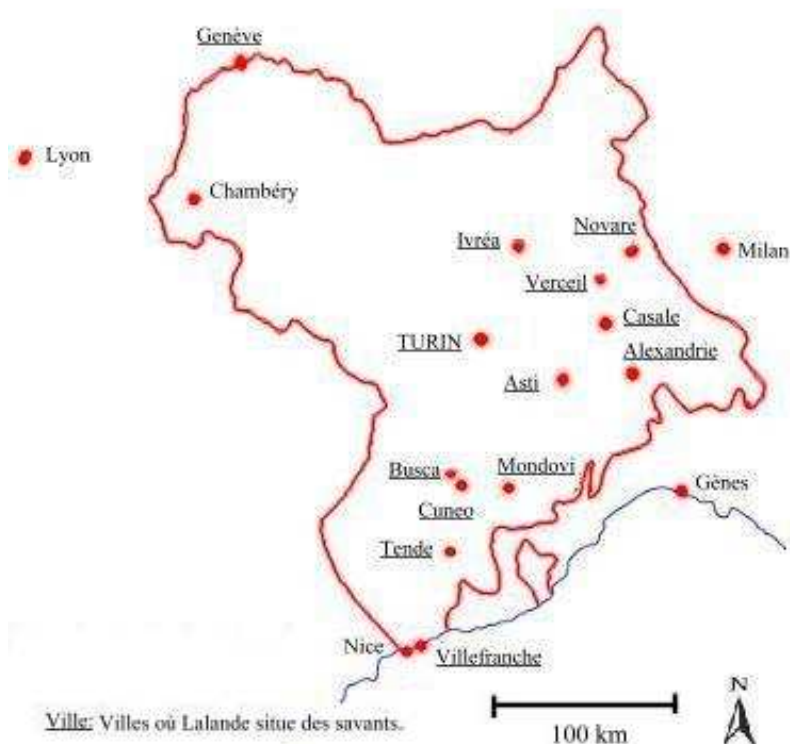 Genève
Lyon
Chambéry
Ivréa
Novare
Milan
Verceil
Casale
TURIN
Alexandrie
Asti
Busca
Mondovi
Gènes
Cuneo
Tende
Nice
Villefranche
N
Ville: Villes où Lalande situe des savants.
100 km